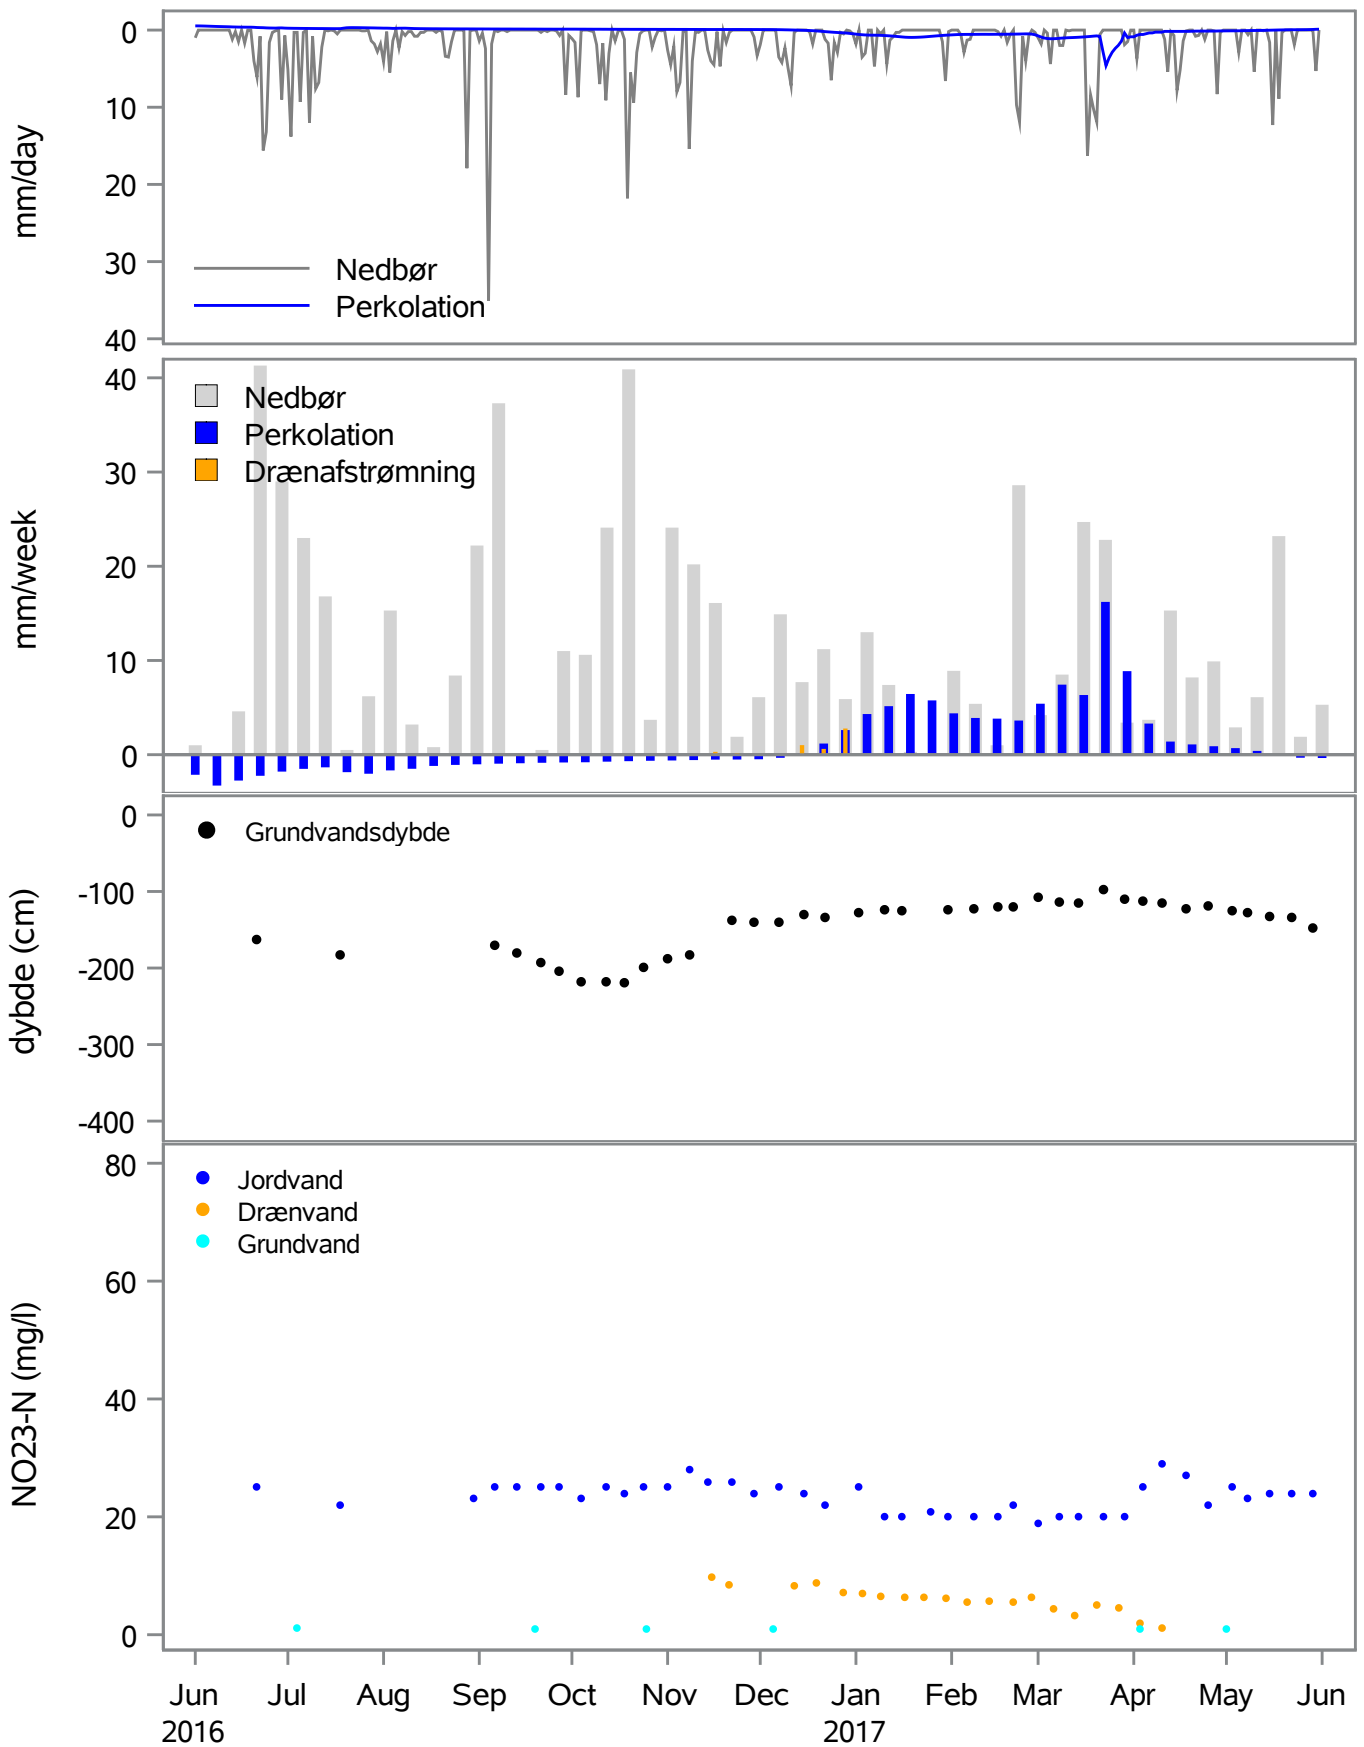 mm/day
0
10
20
30
40
Nedbør
Perkolation
mm/week
40
30
20
10
0
Nedbør
Perkolation
Drænafstrømning
dybde (cm)
0
-100
-200
-300
-400
Grundvandsdybde
NO23-N (mg/l)
80
60
40
20
0
Jordvand
Drænvand
Grundvand
Jun Jul Aug Sep Oct Nov Dec Jan Feb Mar Apr May Jun
2016 2017